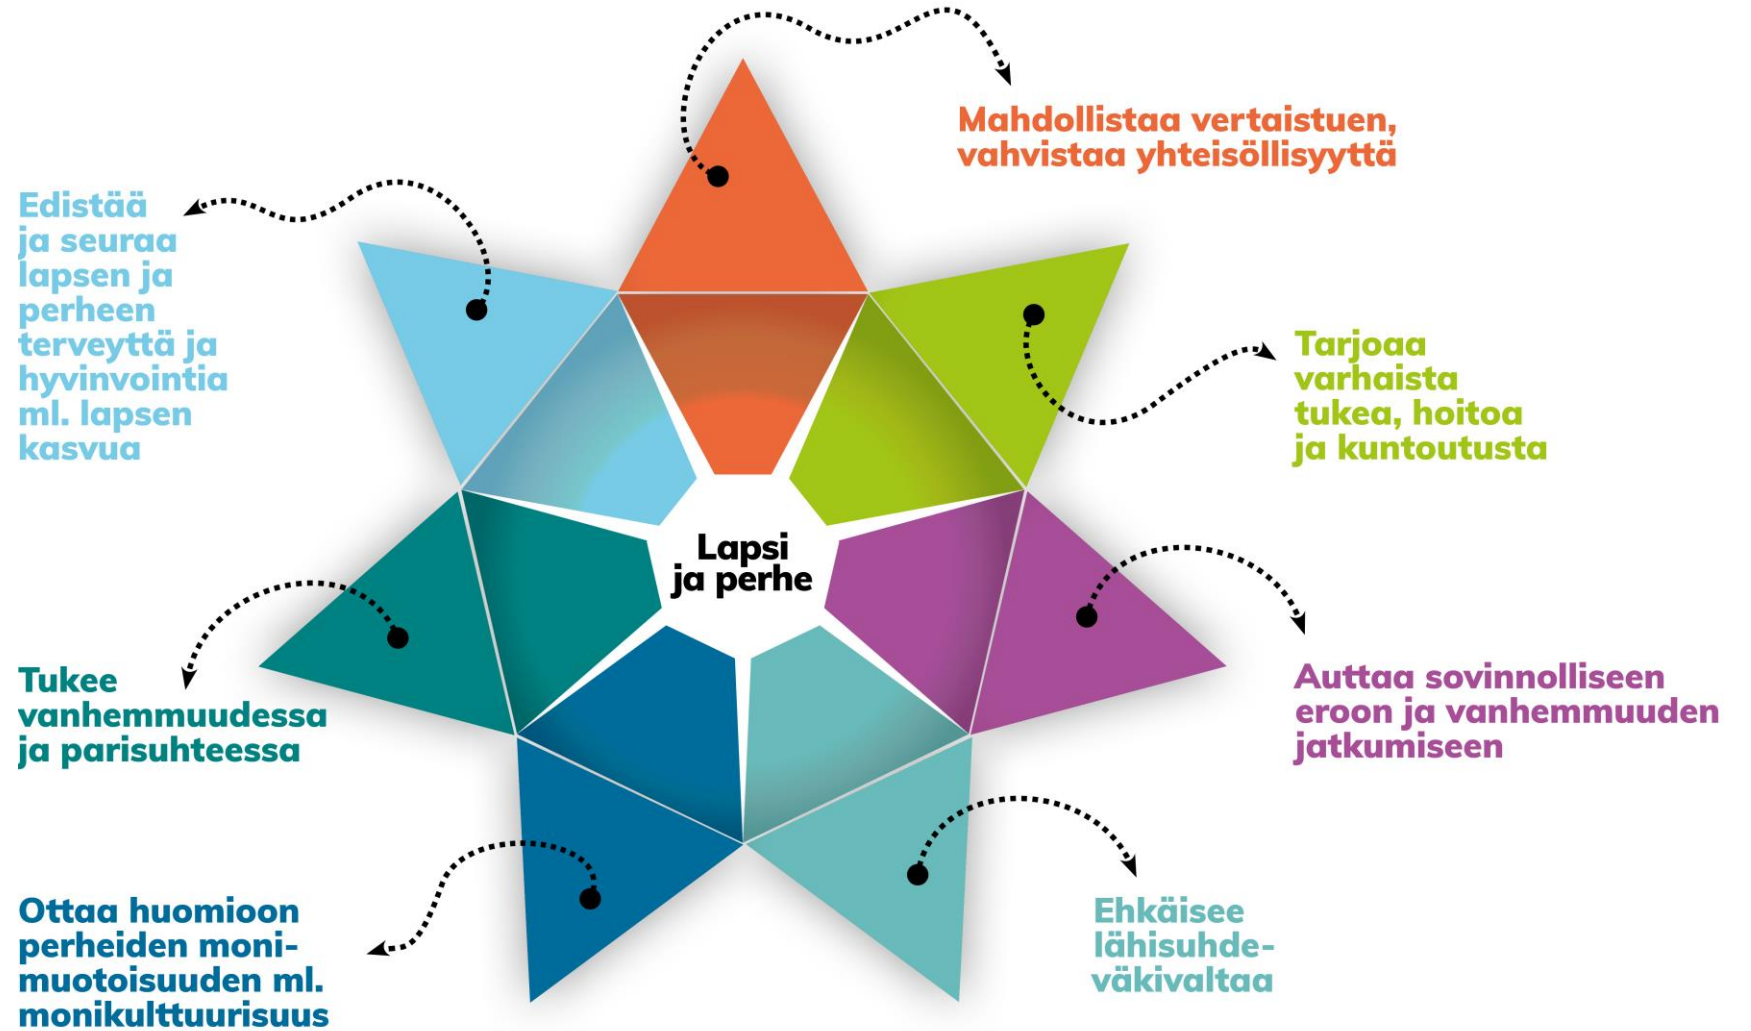 Mahdollistaa vertaistuen,
vahvistaa yhteisöllisyyttä
Edistää
ja seuraa
lapsen ja
perheen
terveyttä ja
hyvinvointia
ml. lapsen
kasvua
Tarjoaa
varhaista
tukea, hoitoa
ja kuntoutusta
Lapsi
ja perhe
Tukee
vanhemmuudessa
ja parisuhteessa
Auttaa sovinnolliseen
eroon ja vanhemmuuden
jatkumiseen
Ottaa huomioon
perheiden moni-
muotoisuuden ml.
monikulttuurisuus
Ehkäisee
lähisuhde-
väkivaltaa